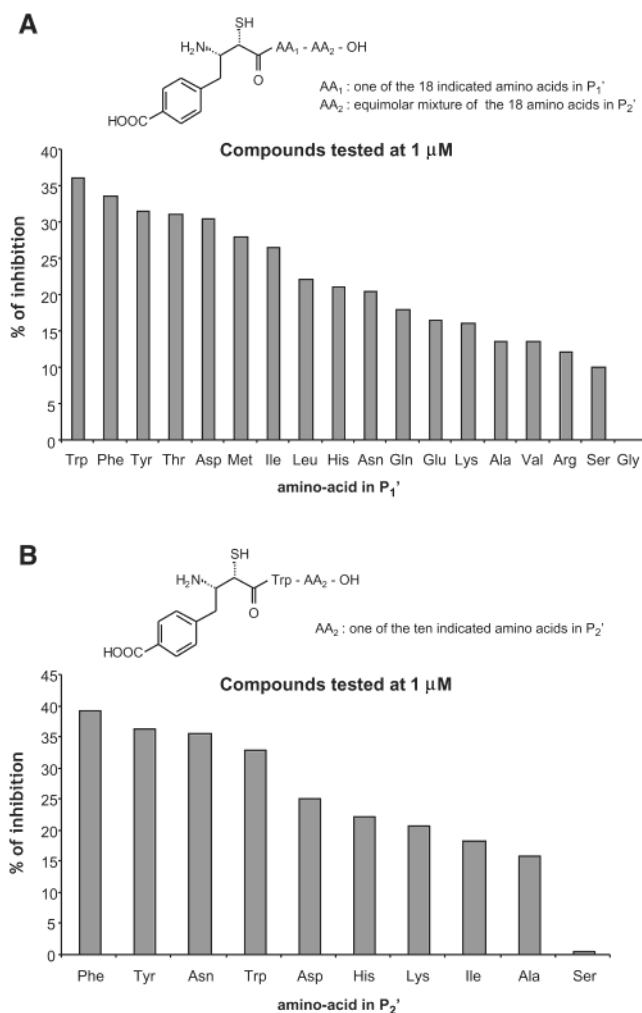 A
SH
H₂N
AA₁ - AA₂ - OH
O
HOOC
AA₁ : one of the 18 indicated amino acids in P₁'
AA₂ : equimolar mixture of the 18 amino acids in P₂'
Compounds tested at 1 μM
% of inhibition
40
35
30
25
20
15
10
5
0
Trp Phe Tyr Thr Asp Met Ile Leu His Asn Gln Glu Lys Ala Val Arg Ser Gly
amino-acid in P₁'
B
SH
H₂N
Trp - AA₂ - OH
O
HOOC
AA₂ : one of the ten indicated amino acids in P₂'
Compounds tested at 1 μM
% of inhibition
45
40
35
30
25
20
15
10
5
0
Phe Tyr Asn Trp Asp His Lys Ile Ala Ser
amino-acid in P₂'